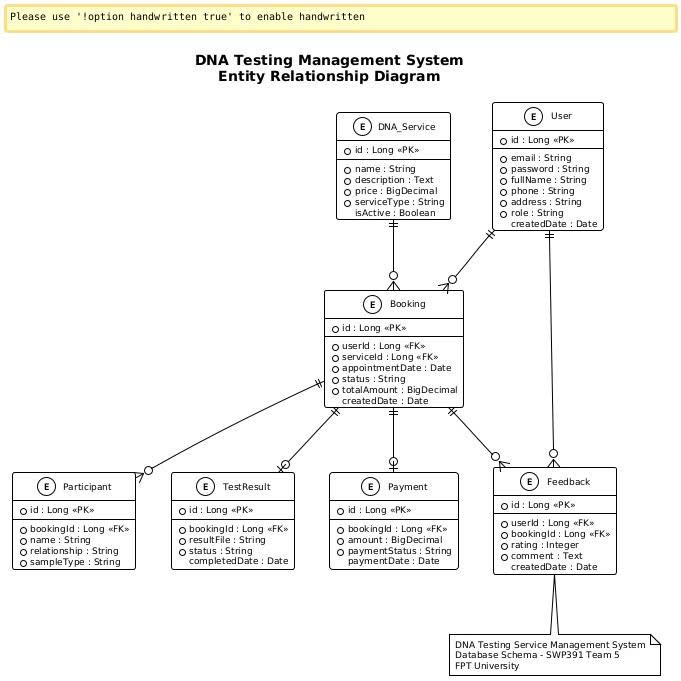 Please use '!option handwritten true' to enable handwritten
DNA Testing Management System
Entity Relationship Diagram
E DNA_Service
id : Long «PK»
name : String
description : Text
price : BigDecimal
serviceType : String
isActive : Boolean
E User
id : Long «PK»
email : String
password : String
fullName : String
phone : String
address : String
role : String
createdDate : Date
E Booking
id : Long «PK»
userId : Long «FK»
serviceId : Long «FK»
appointmentDate : Date
status : String
totalAmount : BigDecimal
createdDate : Date
E Participant
id : Long «PK»
bookingId : Long «FK»
name : String
relationship : String
sampleType : String
E TestResult
id : Long «PK»
bookingId : Long «FK»
resultFile : String
status : String
completedDate : Date
E Payment
id : Long «PK»
bookingId : Long «FK»
amount : BigDecimal
paymentStatus : String
paymentDate : Date
E Feedback
id : Long «PK»
userId : Long «FK»
bookingId : Long «FK»
rating : Integer
comment : Text
createdDate : Date
DNA Testing Service Management System
Database Schema - SWP391 Team 5
FPT University